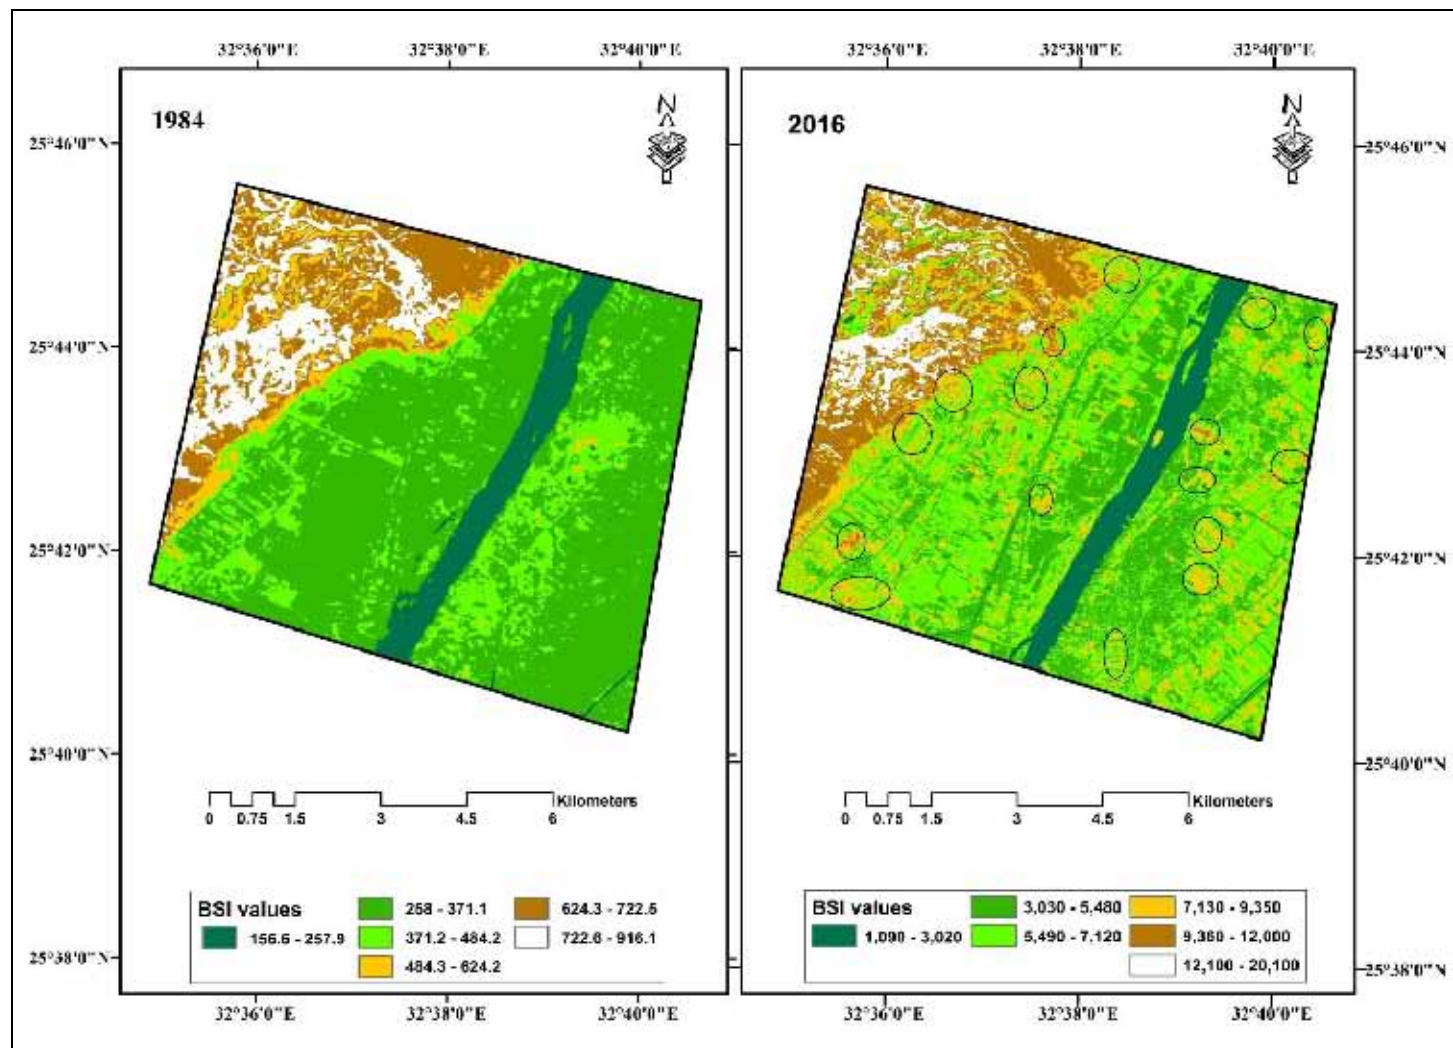 32°36'0"E 32°38'0"E 32°40'0"E 32°36'0"E 32°38'0"E 32°40'0"E
1984 N 2016 N
25°46'0"N 25°46'0"N
25°44'0"N 25°44'0"N
25°42'0"N 25°42'0"N
25°40'0"N 25°40'0"N
Kilometers Kilometers
0 0.75 1.5 3 4.5 6 0 0.75 1.5 3 4.5 6
BSI values 258 - 371.1 624.3 - 722.5
156.6 - 257.9 371.2 - 484.2 722.6 - 916.1
484.3 - 624.2
BSI values 3,030 - 5,480 7,130 - 9,350
1,090 - 3,020 5,490 - 7,120 9,360 - 12,000
12,100 - 20,100
25°38'0"N 25°38'0"N
32°36'0"E 32°38'0"E 32°40'0"E 32°36'0"E 32°38'0"E 32°40'0"E